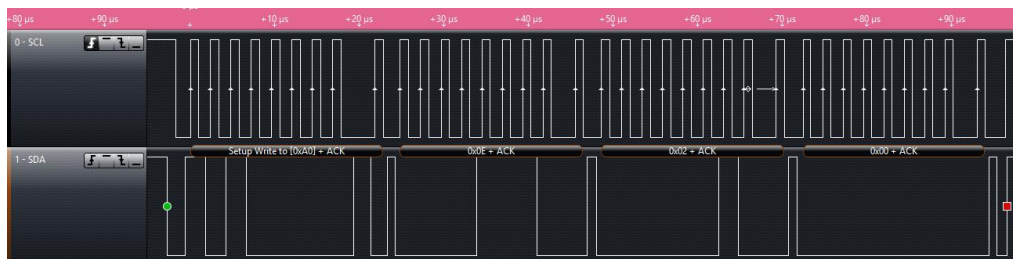 +80 µs +90 µs +10 µs +20 µs +30 µs +40 µs +50 µs +60 µs +70 µs +80 µs +90 µs
0 - SCL
1 - SDA
Setup Write to [0xA0] + ACK 0x0E + ACK 0x02 + ACK 0x00 + ACK